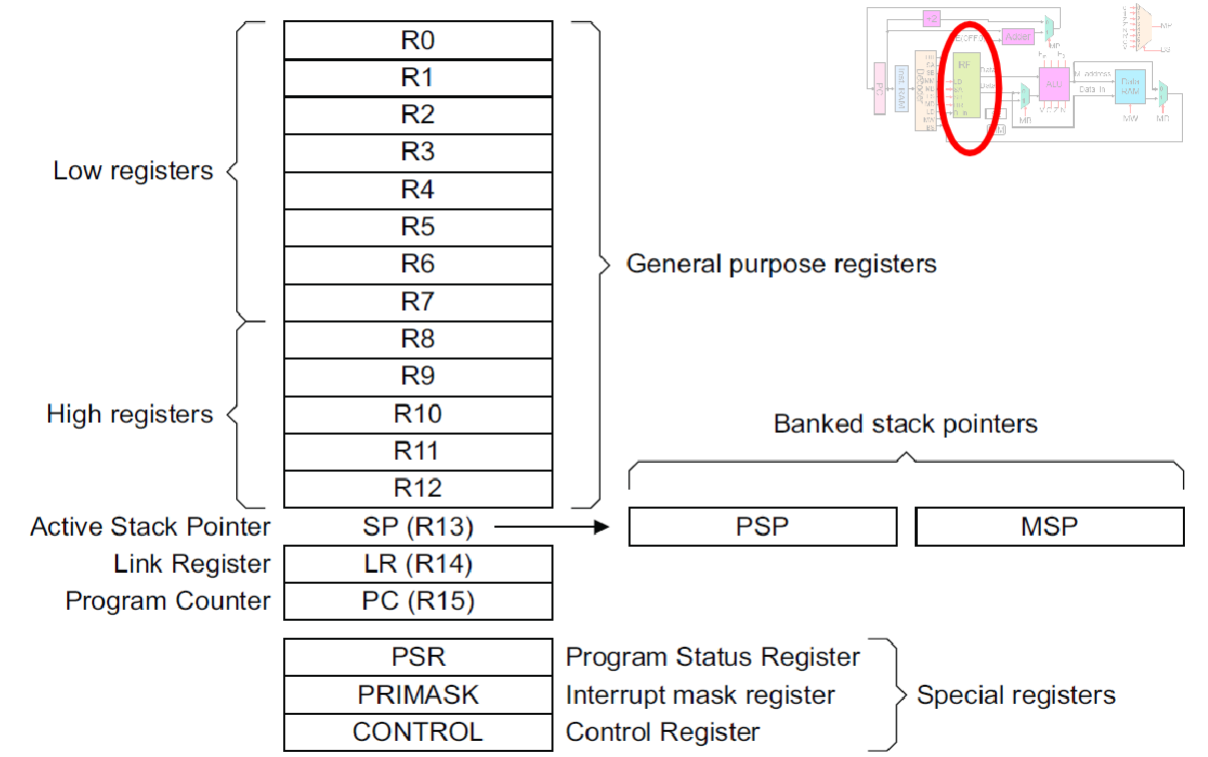 R0
R1
R2
R3
Low registers
R4
R5
R6
General purpose registers
R7
R8
R9
High registers
R10
Banked stack pointers
R11
R12
Active Stack Pointer SP (R13) PSP MSP
Link Register LR (R14)
Program Counter PC (R15)
PSR Program Status Register
PRIMASK Interrupt mask register
Special registers
CONTROL Control Register
+2
Adder
MP
PC
Inst. RAM
Decoder
RF
ALU
M. address
Data In
Data RAM
MB
MW
MD